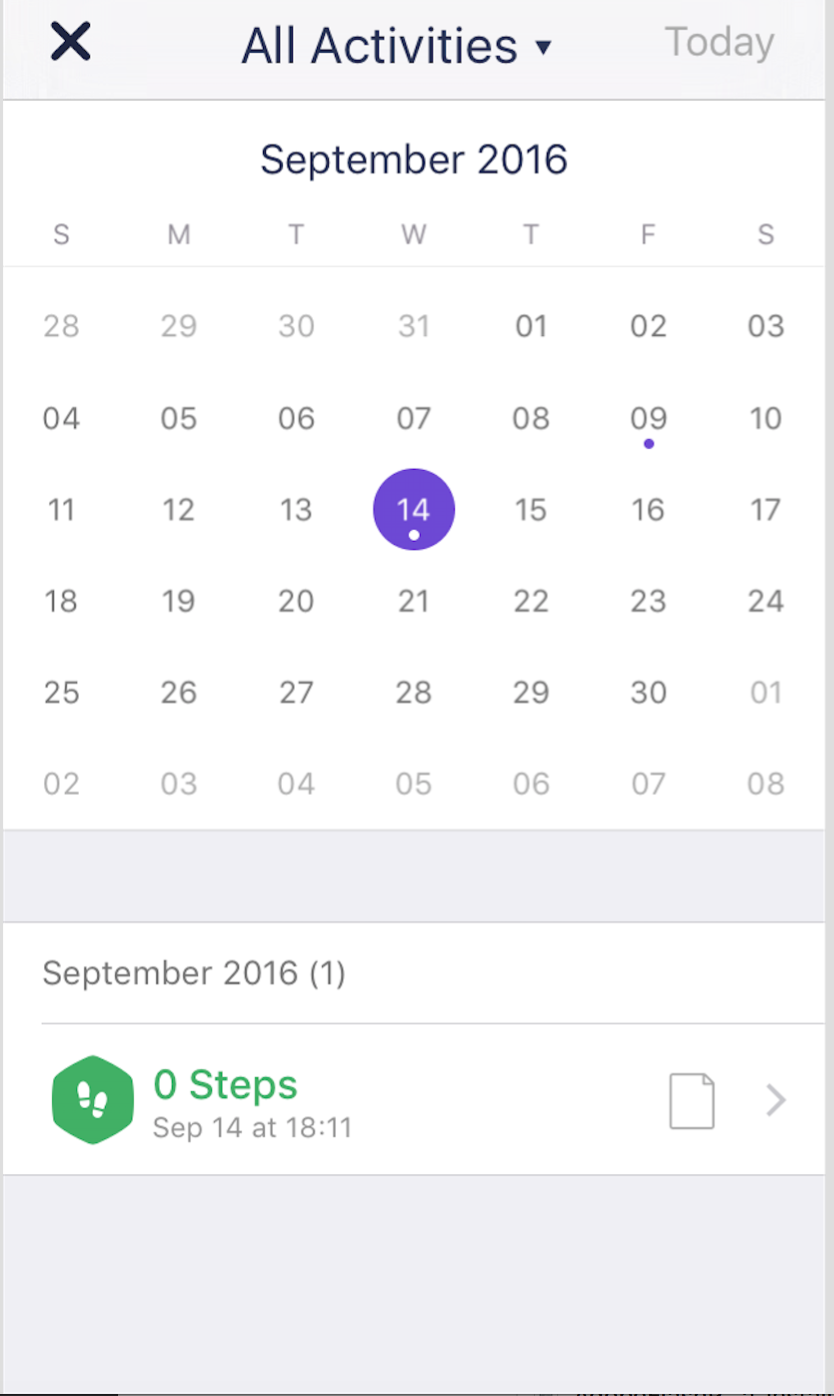 All Activities ▾ Today
September 2016
S M T W T F S
28 29 30 31 01 02 03
04 05 06 07 08 09 10
11 12 13 14 15 16 17
18 19 20 21 22 23 24
25 26 27 28 29 30 01
02 03 04 05 06 07 08
September 2016 (1)
0 Steps
Sep 14 at 18:11